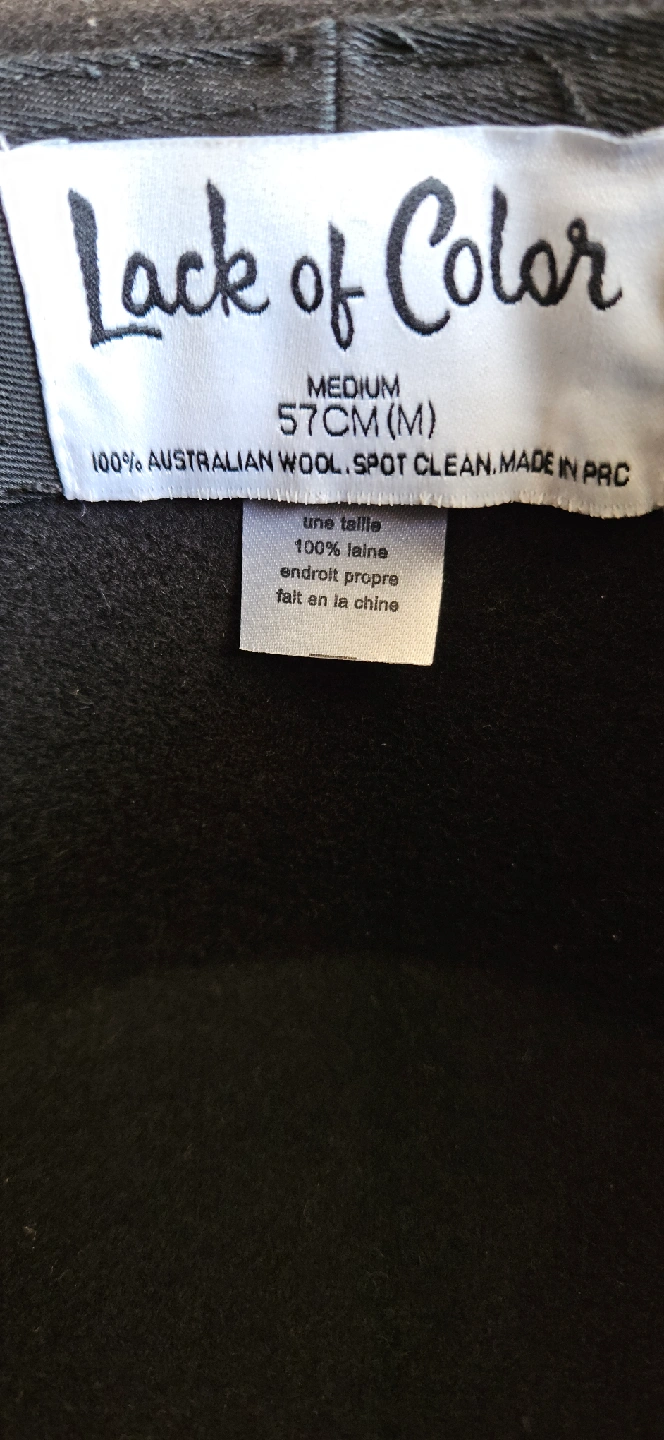 Lack of Color
MEDIUM
57CM (M)
100% AUSTRALIAN WOOL. SPOT CLEAN. MADE IN PRC
une taille
100% laine
endroit propre
fait en la chine